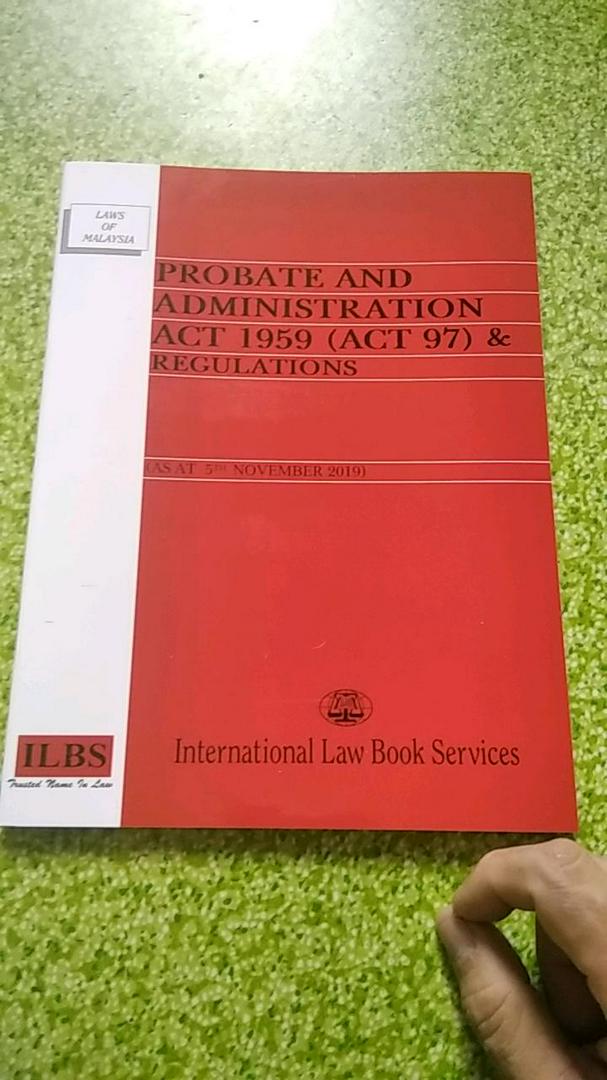 LAWS
OF
MALAYSIA
PROBATE AND
ADMINISTRATION
ACT 1959 (ACT 97) &
REGULATIONS
(AS AT 5TH NOVEMBER 2019)
International Law Book Services
ILBS
Trusted Name In Law